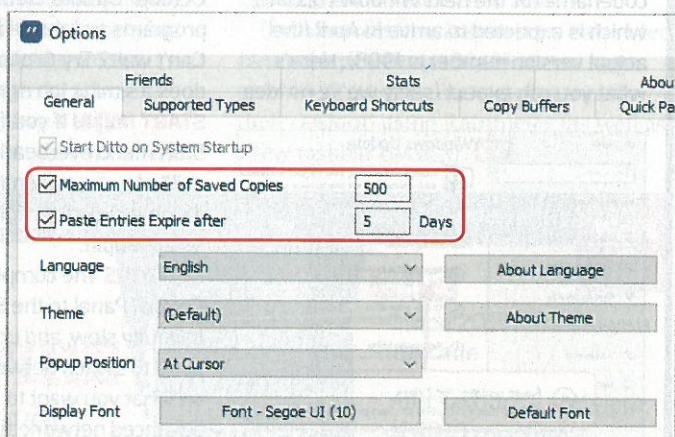 Options
Friends Stats Abou
General Supported Types Keyboard Shortcuts Copy Buffers Quick Pa
Start Ditto on System Startup
Maximum Number of Saved Copies 500
Paste Entries Expire after 5 Days
Language English About Language
Theme (Default) About Theme
Popup Position At Cursor
Display Font Font - Segoe UI (10) Default Font